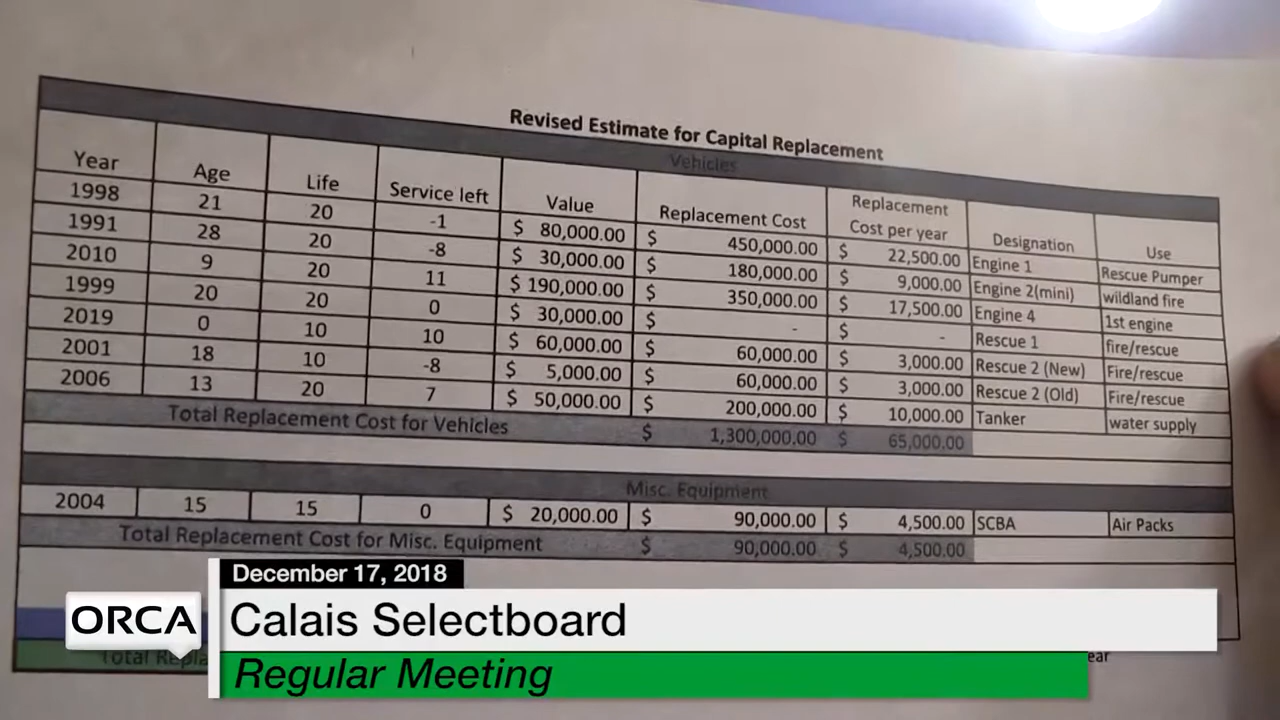 Revised Estimate for Capital Replacement
Vehicles
Year Age Life Service left Value Replacement Cost Replacement Cost per year Designation Use
1998 21 20 -1 $ 80,000.00 $ 450,000.00 $ 22,500.00 Engine 1 Rescue Pumper
1991 28 20 -8 $ 30,000.00 $ 180,000.00 $ 9,000.00 Engine 2(mini) wildland fire
2010 9 20 11 $ 190,000.00 $ 350,000.00 $ 17,500.00 Engine 4 1st engine
1999 20 20 0 $ 30,000.00 $ - $ - Rescue 1 fire/rescue
2019 0 10 10 $ 60,000.00 $ 60,000.00 $ 3,000.00 Rescue 2 (New) Fire/rescue
2001 18 10 -8 $ 5,000.00 $ 60,000.00 $ 3,000.00 Rescue 2 (Old) Fire/rescue
2006 13 20 7 $ 50,000.00 $ 200,000.00 $ 10,000.00 Tanker water supply
Total Replacement Cost for Vehicles $ 1,300,000.00 $ 65,000.00
Misc. Equipment
2004 15 15 0 $ 20,000.00 $ 90,000.00 $ 4,500.00 SCBA Air Packs
Total Replacement Cost for Misc. Equipment $ 90,000.00 $ 4,500.00
December 17, 2018
ORCA Calais Selectboard
Total
Regular Meeting